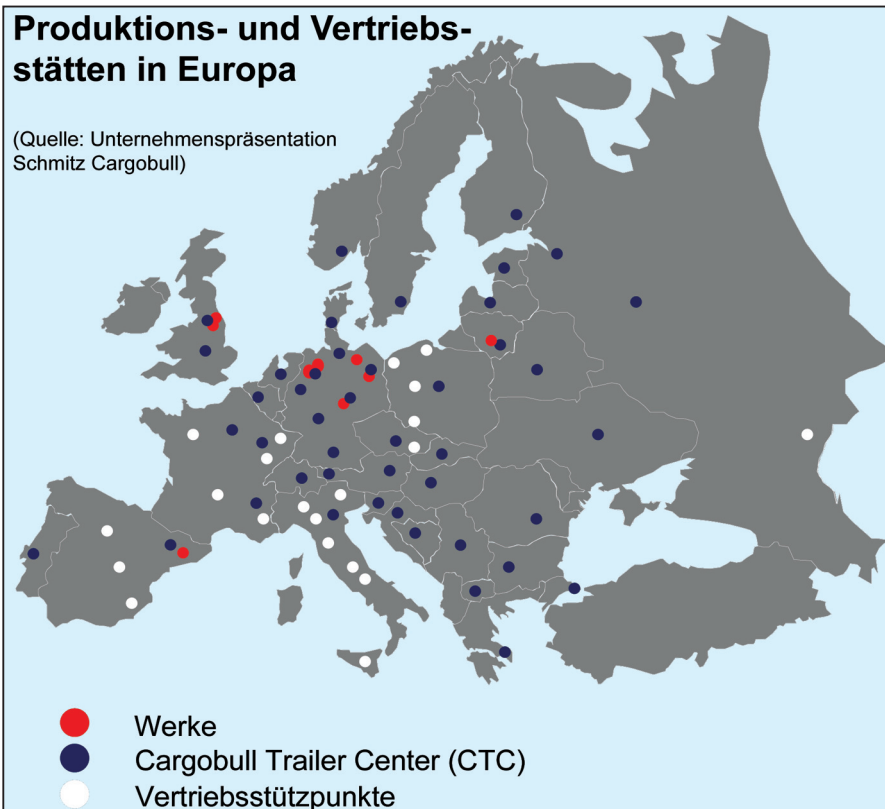 Produktions- und Vertriebs-
stätten in Europa
(Quelle: Unternehmenspräsentation
Schmitz Cargobull)
Werke
Cargobull Trailer Center (CTC)
Vertriebsstützpunkte